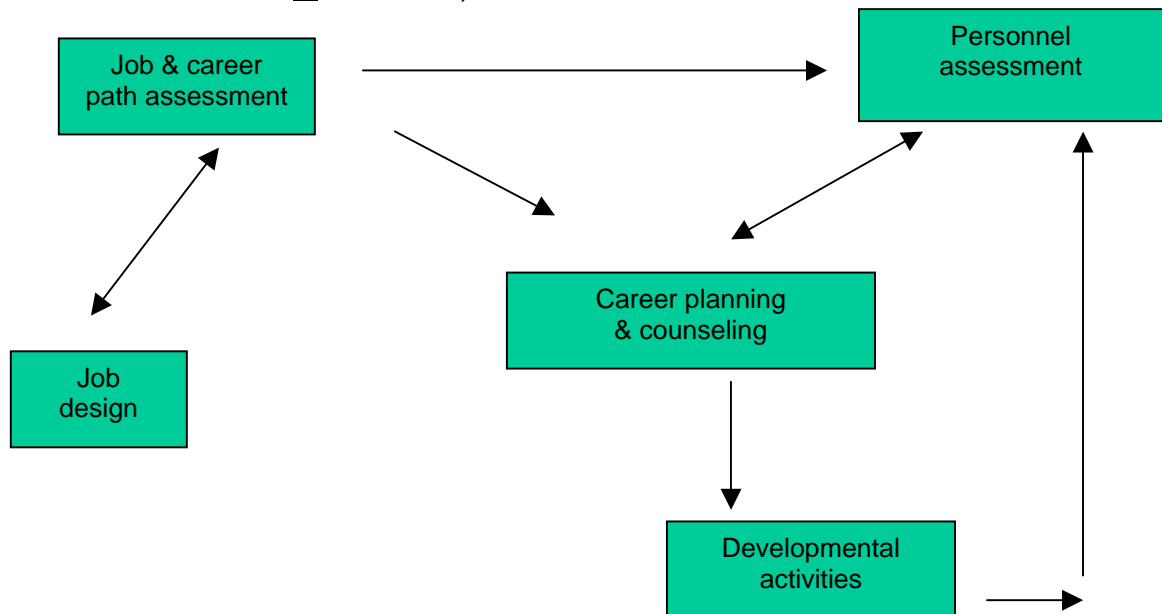 Personnel
assessment
Job & career
path assessment
Career planning
& counseling
Job
design
Developmental
activities